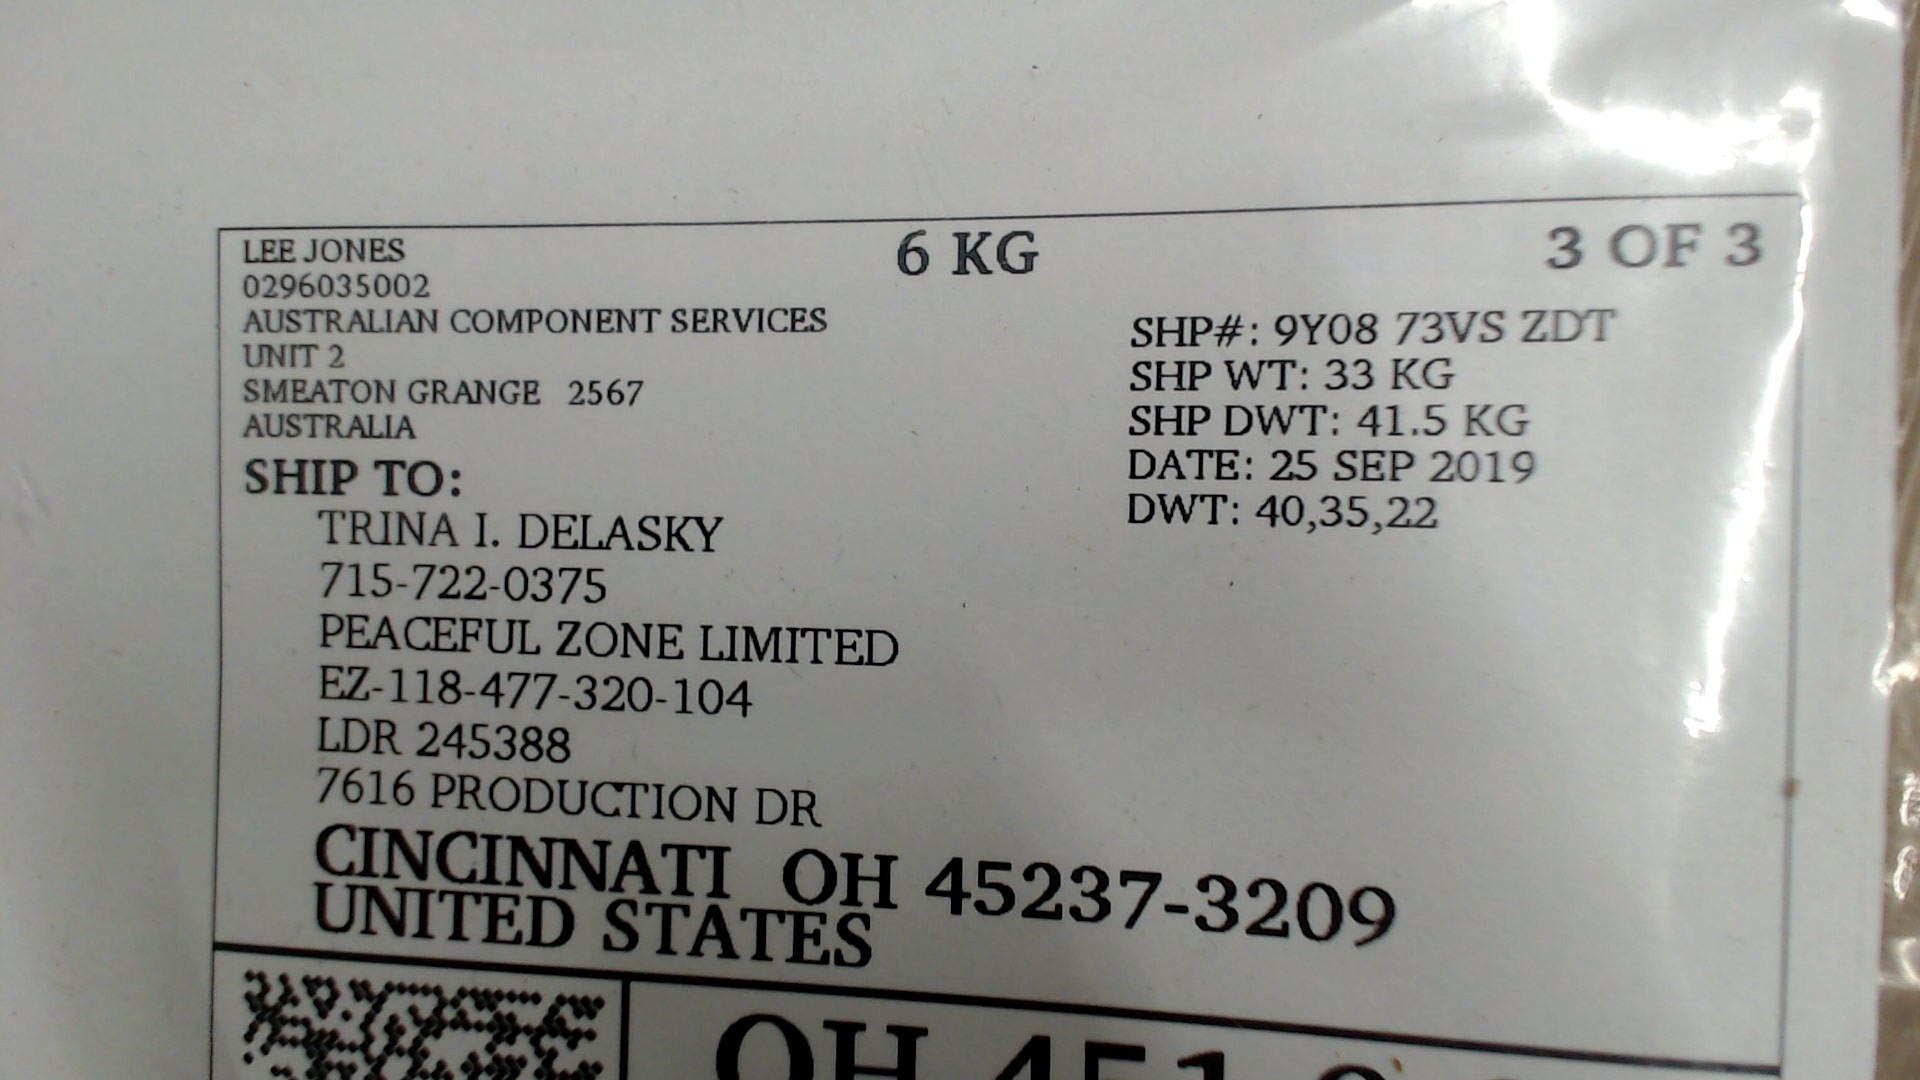 LEE JONES
0296035002
AUSTRALIAN COMPONENT SERVICES
UNIT 2
SMEATON GRANGE 2567
AUSTRALIA
6 KG
3 OF 3
SHP#: 9Y08 73VS ZDT
SHP WT: 33 KG
SHP DWT: 41.5 KG
DATE: 25 SEP 2019
DWT: 40,35,22
SHIP TO:
TRINA I. DELASKY
715-722-0375
PEACEFUL ZONE LIMITED
EZ-118-477-320-104
LDR 245388
7616 PRODUCTION DR
CINCINNATI OH 45237-3209
UNITED STATES
OH 451